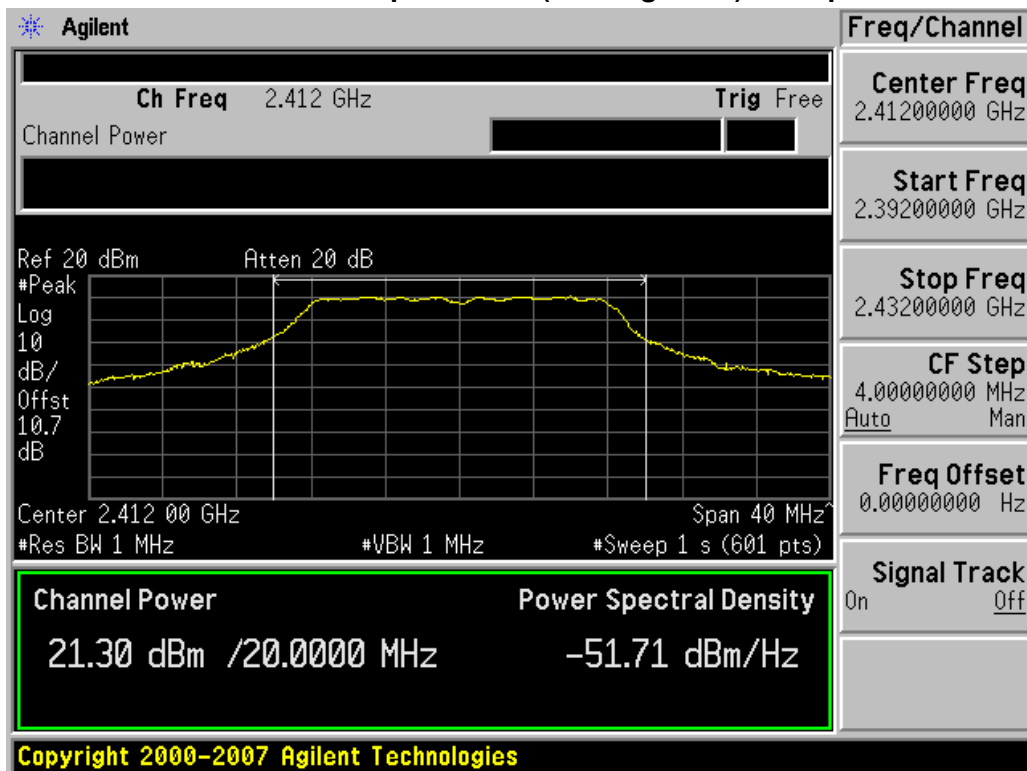 Agilent
Freq/Channel
Ch Freq 2.412 GHz Trig Free
Channel Power
Center Freq
2.41200000 GHz
Start Freq
2.39200000 GHz
Stop Freq
2.43200000 GHz
CF Step
4.00000000 MHz
Auto Man
Freq Offset
0.00000000 Hz
Signal Track
On Off
Ref 20 dBm Atten 20 dB
#Peak
Log
10
dB/
Offst
10.7
dB
Center 2.412 00 GHz Span 40 MHz^
#Res BW 1 MHz #VBW 1 MHz #Sweep 1 s (601 pts)
Channel Power Power Spectral Density
21.30 dBm /20.0000 MHz -51.71 dBm/Hz
Copyright 2000-2007 Agilent Technologies